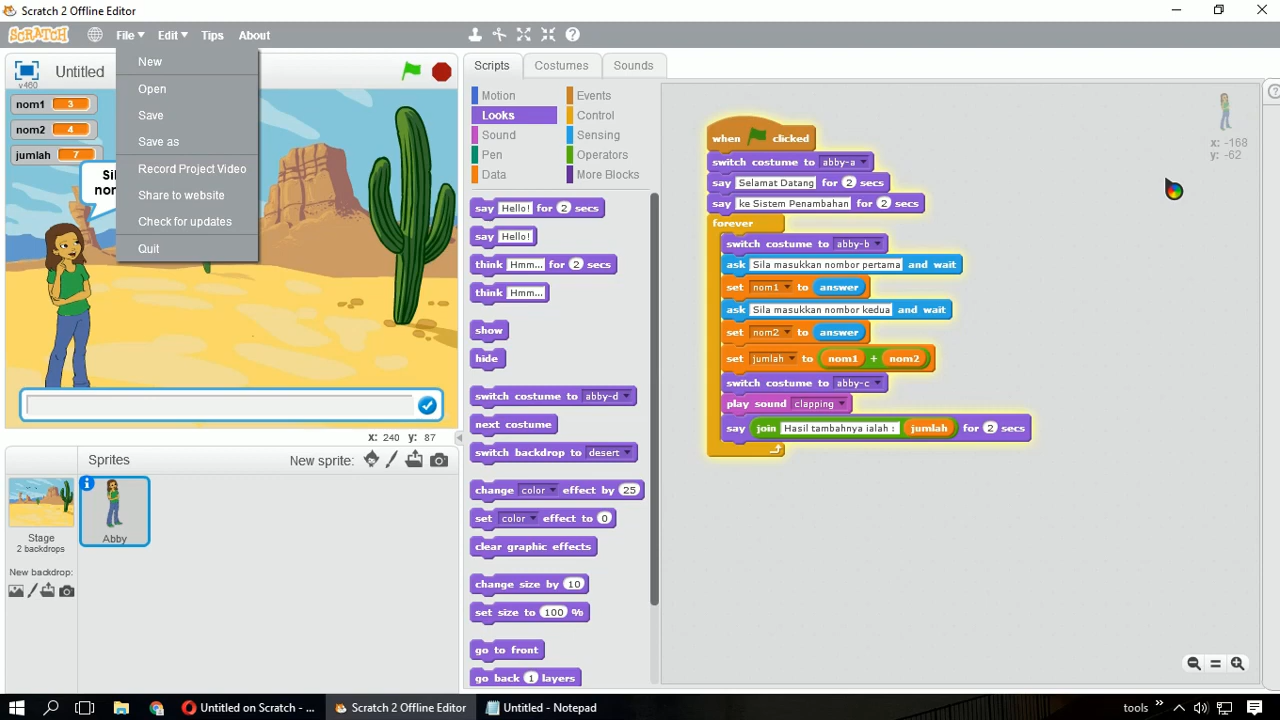 Scratch 2 Offline Editor
SCRATCH File Edit Tips About
New
Open
Save
Save as
Record Project Video
Share to website
Check for updates
Quit
Untitled
v460
nom1 3
nom2 4
jumlah 7
Sil
nom
x: 240 y: 87
Sprites New sprite:
Stage
2 backdrops
New backdrop:
Abby
Scripts Costumes Sounds
Motion Events
Looks Control
Sound Sensing
Pen Operators
Data More Blocks
say Hello! for 2 secs
say Hello!
think Hmm... for 2 secs
think Hmm...
show
hide
switch costume to abby-d
next costume
switch backdrop to desert
change color effect by 25
set color effect to 0
clear graphic effects
change size by 10
set size to 100 %
go to front
go back 1 layers
when clicked
switch costume to abby-a
say Selamat Datang for 2 secs
say ke Sistem Penambahan for 2 secs
forever
switch costume to abby-b
ask Sila masukkan nombor pertama and wait
set nom1 to answer
ask Sila masukkan nombor kedua and wait
set nom2 to answer
set jumlah to nom1 + nom2
switch costume to abby-c
play sound clapping
say join Hasil tambahnya ialah : jumlah for 2 secs
x: -168
y: -62
Untitled on Scratch - ... Scratch 2 Offline Editor Untitled - Notepad tools »